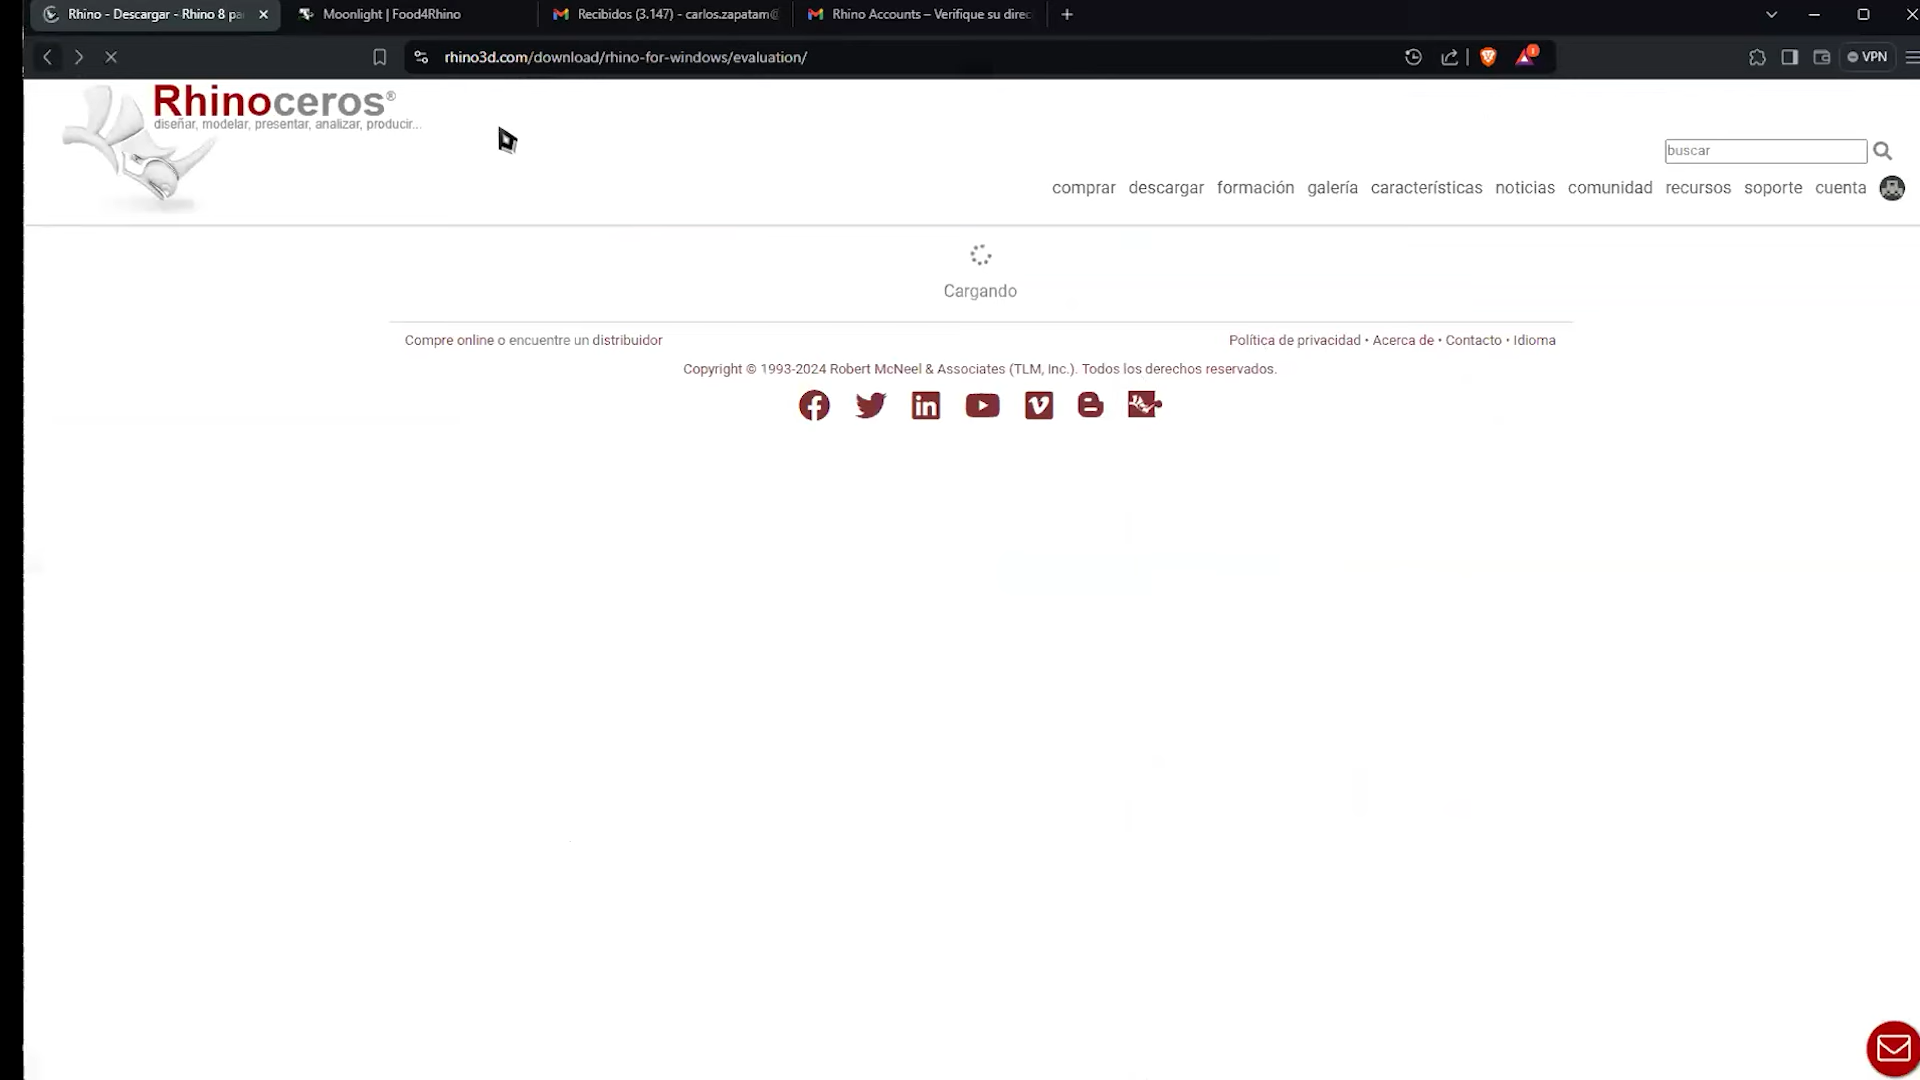 Rhino - Descargar - Rhino 8 pa
Moonlight | Food4Rhino
Recibidos (3.147) - carlos.zapatam@
Rhino Accounts – Verifique su direc
rhino3d.com/download/rhino-for-windows/evaluation/
VPN
Rhinoceros®
diseñar, modelar, presentar, analizar, producir...
buscar
comprar descargar formación galería características noticias comunidad recursos soporte cuenta
Cargando
Compre online o encuentre un distribuidor
Política de privacidad • Acerca de • Contacto • Idioma
Copyright © 1993-2024 Robert McNeel & Associates (TLM, Inc.). Todos los derechos reservados.